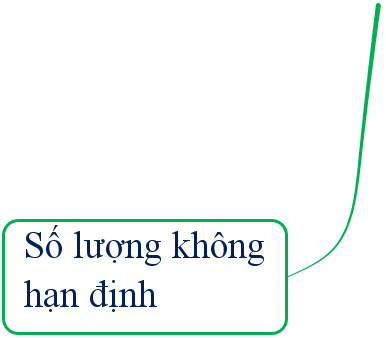 Số lượng không
hạn định